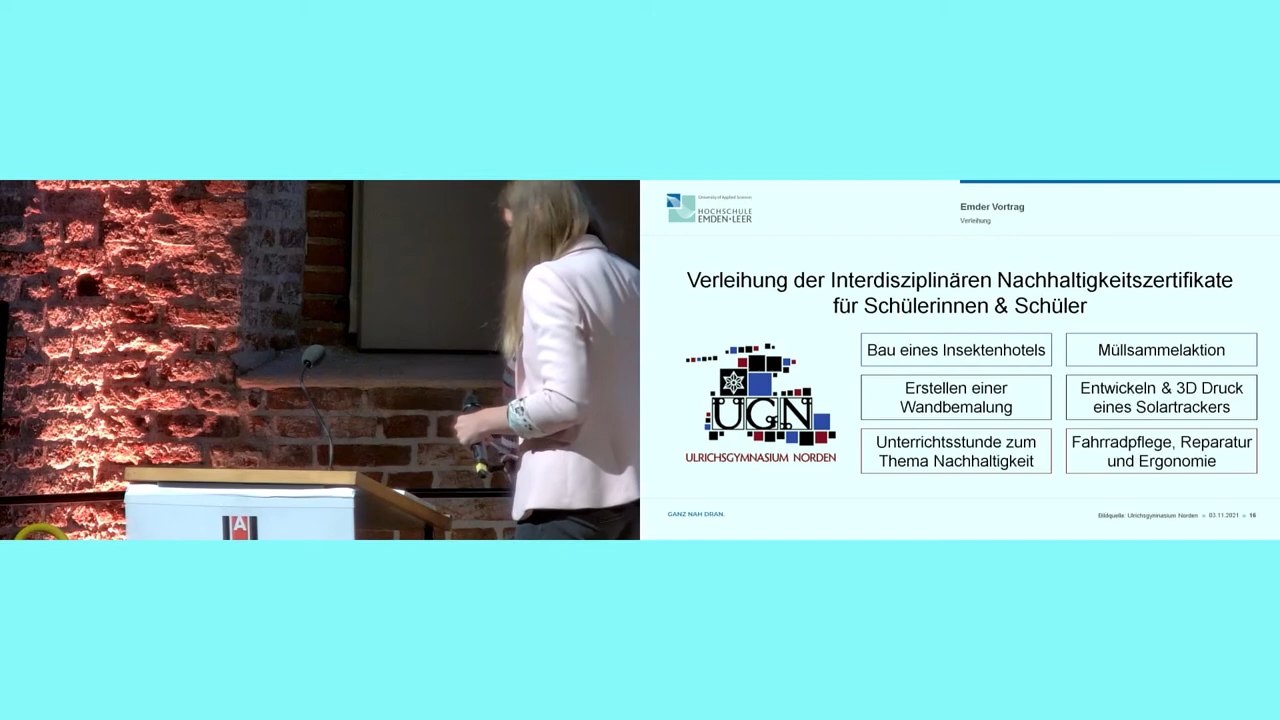 University of Applied Sciences
HOCHSCHULE
EMDEN•LEER
Emder Vortrag
Verleihung
Verleihung der Interdisziplinären Nachhaltigkeitszertifikate
für Schülerinnen & Schüler
UGN
ULRICHSGYMNASIUM NORDEN
Bau eines Insektenhotels
Müllsammelaktion
Erstellen einer
Wandbemalung
Entwickeln & 3D Druck
eines Solartrackers
Unterrichtsstunde zum
Thema Nachhaltigkeit
Fahrradpflege, Reparatur
und Ergonomie
GANZ NAH DRAN.
Bildquelle: Ulrichsgymnasium Norden 03.11.2021 16
A